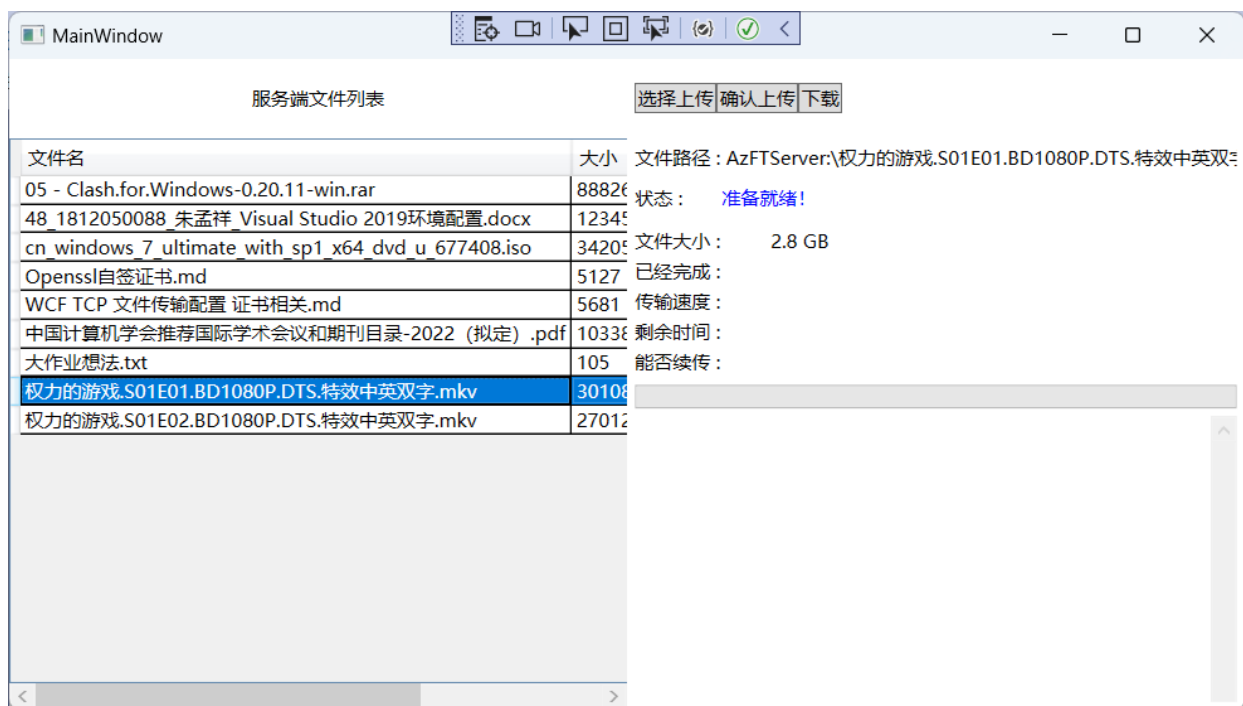 MainWindow
服务端文件列表
选择上传 确认上传 下载
文件名 大小
05 - Clash.for.Windows-0.20.11-win.rar 88826
48_1812050088_朱孟祥_Visual Studio 2019环境配置.docx 12345
cn_windows_7_ultimate_with_sp1_x64_dvd_u_677408.iso 34205
Openssl自签证书.md 5127
WCF TCP 文件传输配置 证书相关.md 5681
中国计算机学会推荐国际学术会议和期刊目录-2022（拟定）.pdf 10338
大作业想法.txt 105
权力的游戏.S01E01.BD1080P.DTS.特效中英双字.mkv 30108
权力的游戏.S01E02.BD1080P.DTS.特效中英双字.mkv 27012
文件路径 : AzFTServer:\权力的游戏.S01E01.BD1080P.DTS.特效中英双
状态 : 准备就绪!
文件大小 : 2.8 GB
已经完成 :
传输速度 :
剩余时间 :
能否续传 :